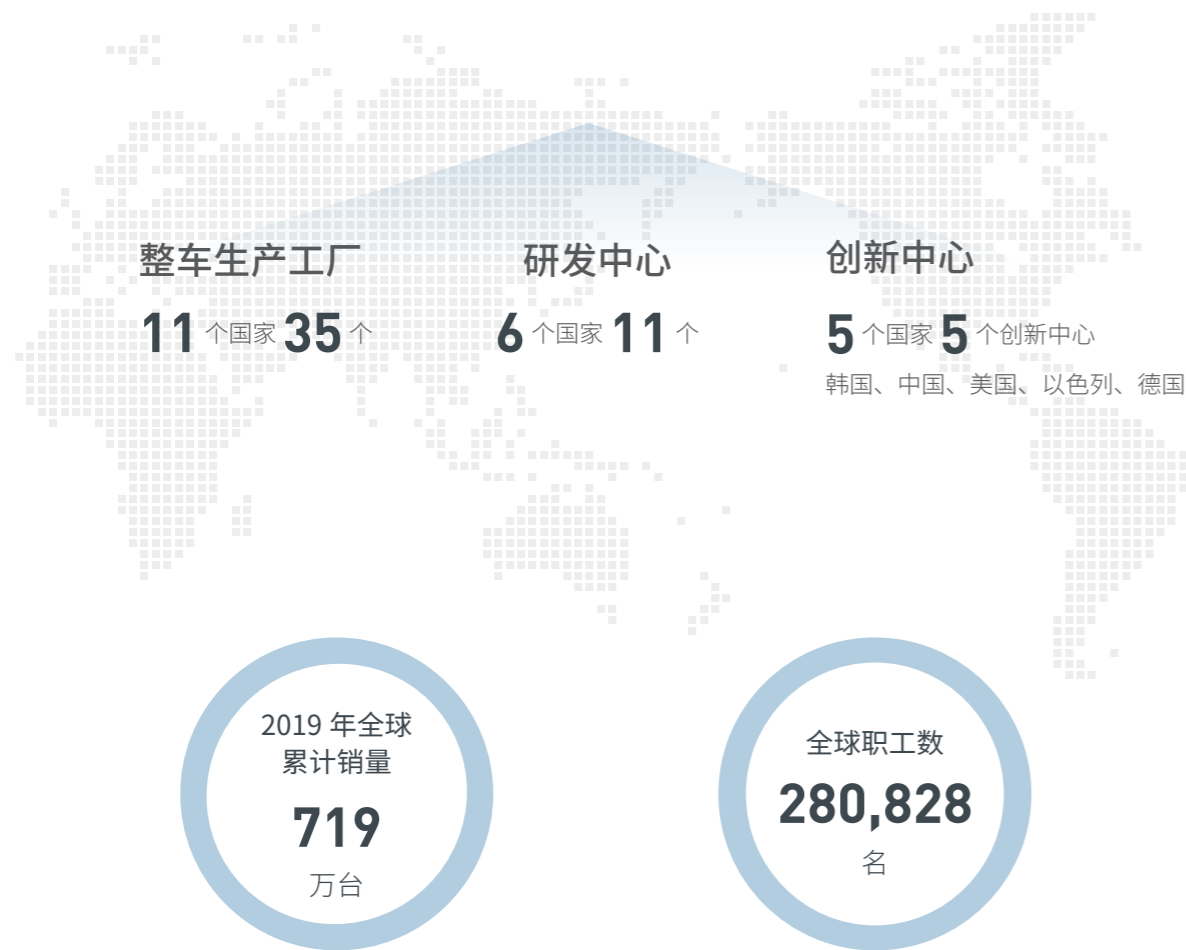 整车生产工厂
11 个国家 35 个
研发中心
6 个国家 11 个
创新中心
5 个国家 5 个创新中心
韩国、中国、美国、以色列、德国
2019 年全球
累计销量
719
万台
全球职工数
280,828
名